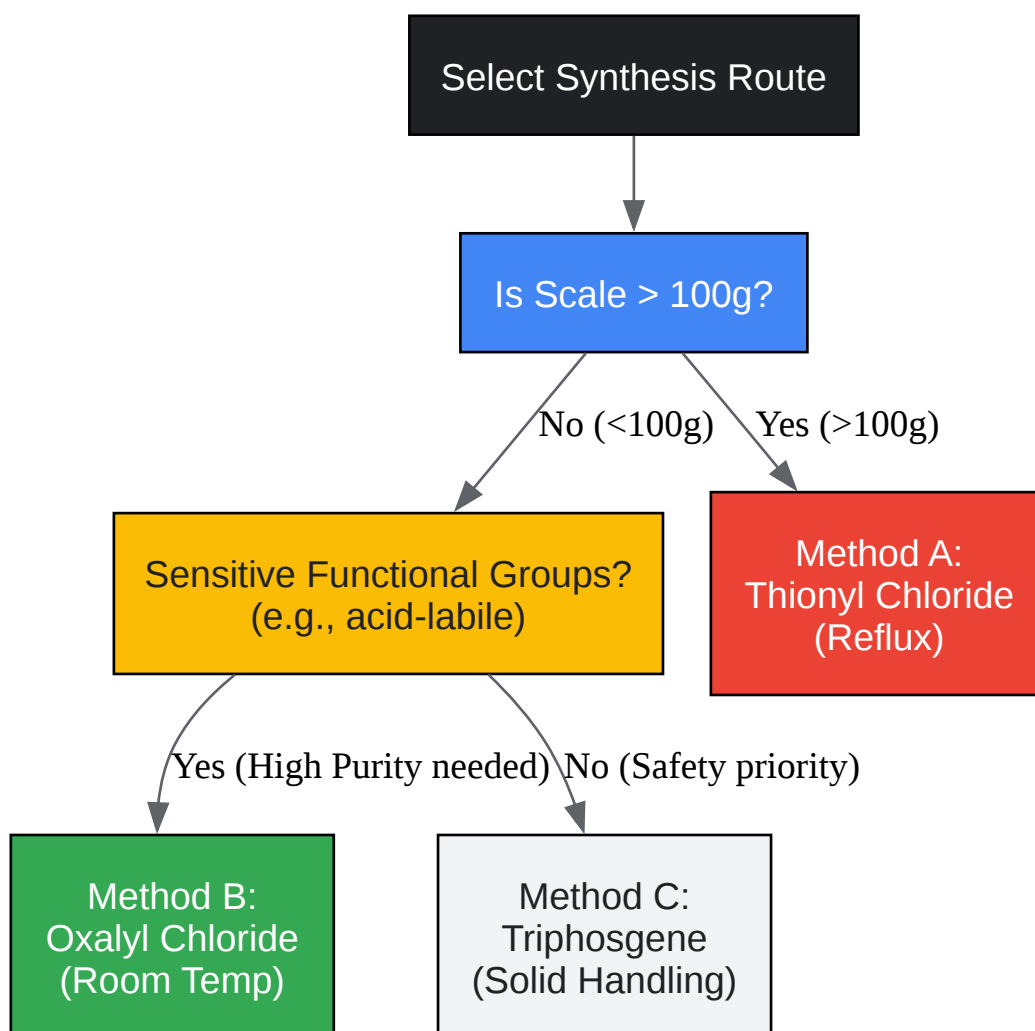 Select Synthesis Route
Is Scale > 100g?
No (<100g)
Yes (>100g)
Sensitive Functional Groups?
(e.g., acid-labile)
Method A:
Thionyl Chloride
(Reflux)
Yes (High Purity needed)
No (Safety priority)
Method B:
Oxalyl Chloride
(Room Temp)
Method C:
Triphosgene
(Solid Handling)